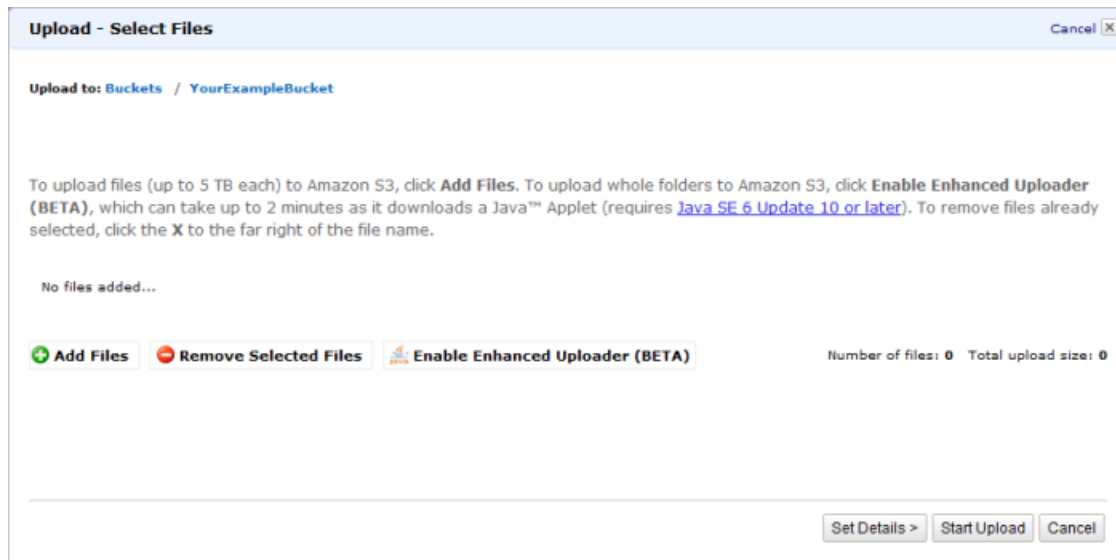 Upload - Select Files
Cancel X
Upload to: Buckets / YourExampleBucket
To upload files (up to 5 TB each) to Amazon S3, click Add Files. To upload whole folders to Amazon S3, click Enable Enhanced Uploader
(BETA), which can take up to 2 minutes as it downloads a Java™ Applet (requires Java SE 6 Update 10 or later). To remove files already
selected, click the X to the far right of the file name.
No files added...
Add Files Remove Selected Files Enable Enhanced Uploader (BETA) Number of files: 0 Total upload size: 0
Set Details > Start Upload Cancel